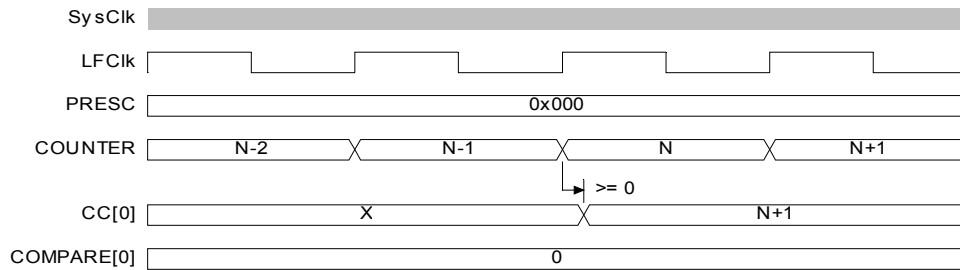 SysClk
LFClk
PRESC 0x000
COUNTER N-2 N-1 N N+1
>= 0
CC[0] X N+1
COMPARE[0] 0